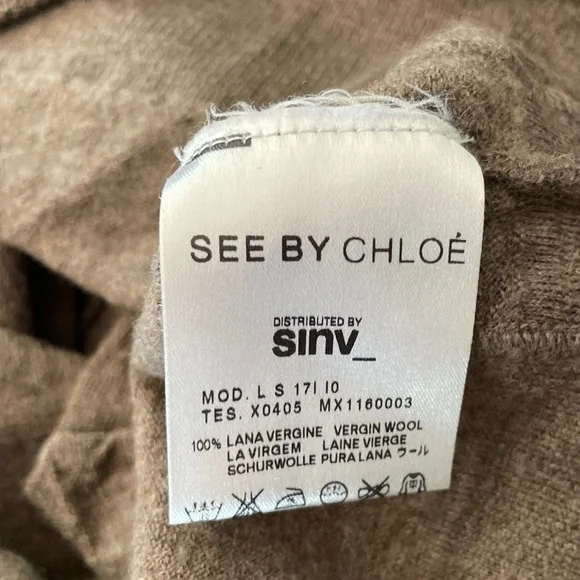 SEE BY CHLOÉ
DISTRIBUTED BY
sinv_
MOD. L S 17I 10
TES. X0405 MX1160003
100% LANA VERGINE VERGIN WOOL
LA VIRGEM LAINE VIERGE
SCHURWOLLE PURA LANA ウール